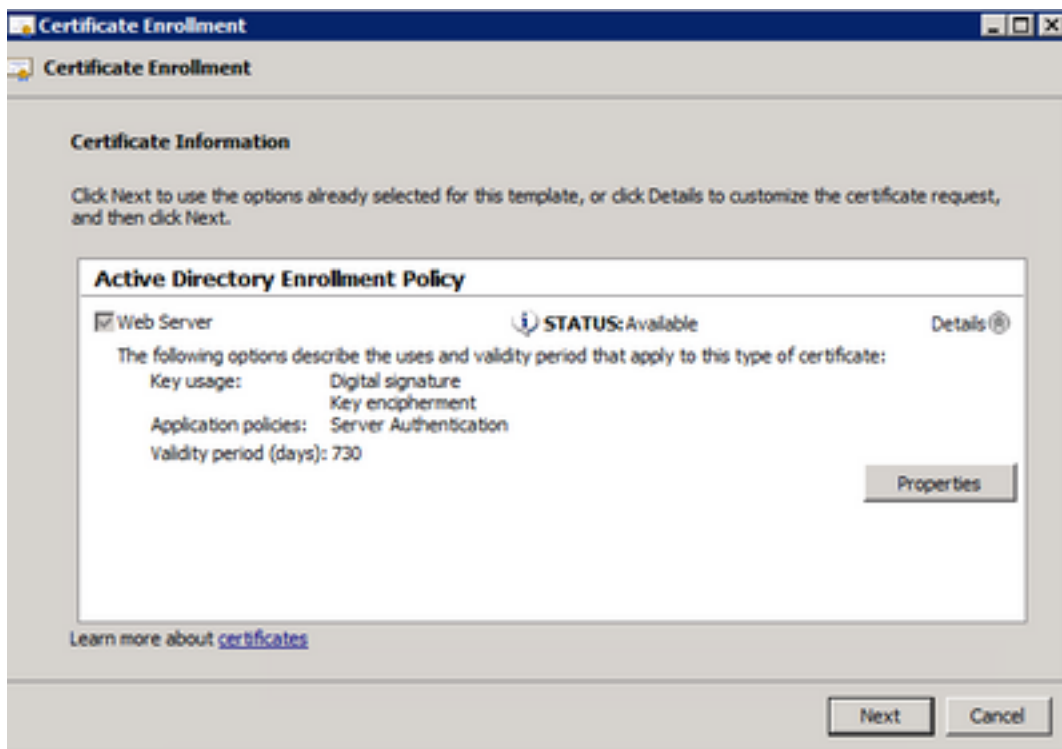 Certificate Enrollment
Certificate Enrollment
Certificate Information
Click Next to use the options already selected for this template, or click Details to customize the certificate request,
and then click Next.
Active Directory Enrollment Policy
Web Server STATUS: Available Details
The following options describe the uses and validity period that apply to this type of certificate:
Key usage: Digital signature
Key encipherment
Application policies: Server Authentication
Validity period (days): 730
Properties
Learn more about certificates
Next Cancel